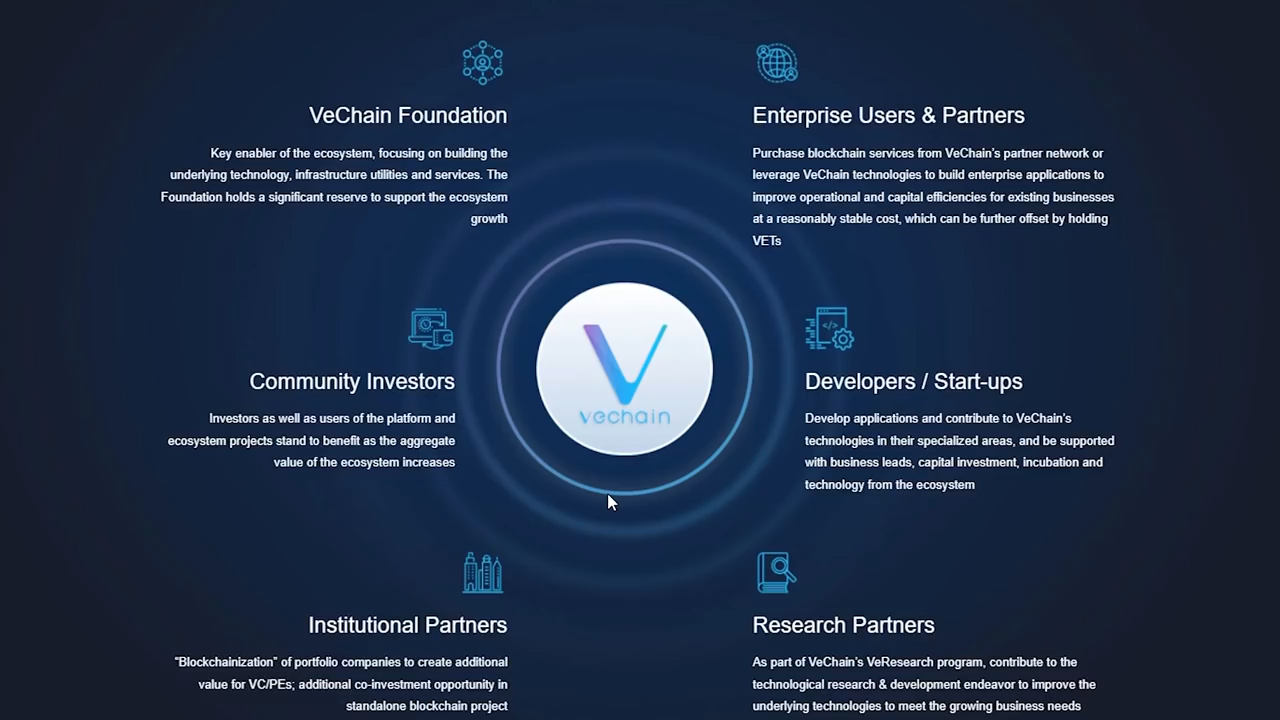 VeChain Foundation
Key enabler of the ecosystem, focusing on building the
underlying technology, infrastructure utilities and services. The
Foundation holds a significant reserve to support the ecosystem
growth
Enterprise Users & Partners
Purchase blockchain services from VeChain's partner network or
leverage VeChain technologies to build enterprise applications to
improve operational and capital efficiencies for existing businesses
at a reasonably stable cost, which can be further offset by holding
VETs
Community Investors
Investors as well as users of the platform and
ecosystem projects stand to benefit as the aggregate
value of the ecosystem increases
vechain
Developers / Start-ups
Develop applications and contribute to VeChain's
technologies in their specialized areas, and be supported
with business leads, capital investment, incubation and
technology from the ecosystem
Institutional Partners
"Blockchainization" of portfolio companies to create additional
value for VC/PEs; additional co-investment opportunity in
standalone blockchain project
Research Partners
As part of VeChain's VeResearch program, contribute to the
technological research & development endeavor to improve the
underlying technologies to meet the growing business needs